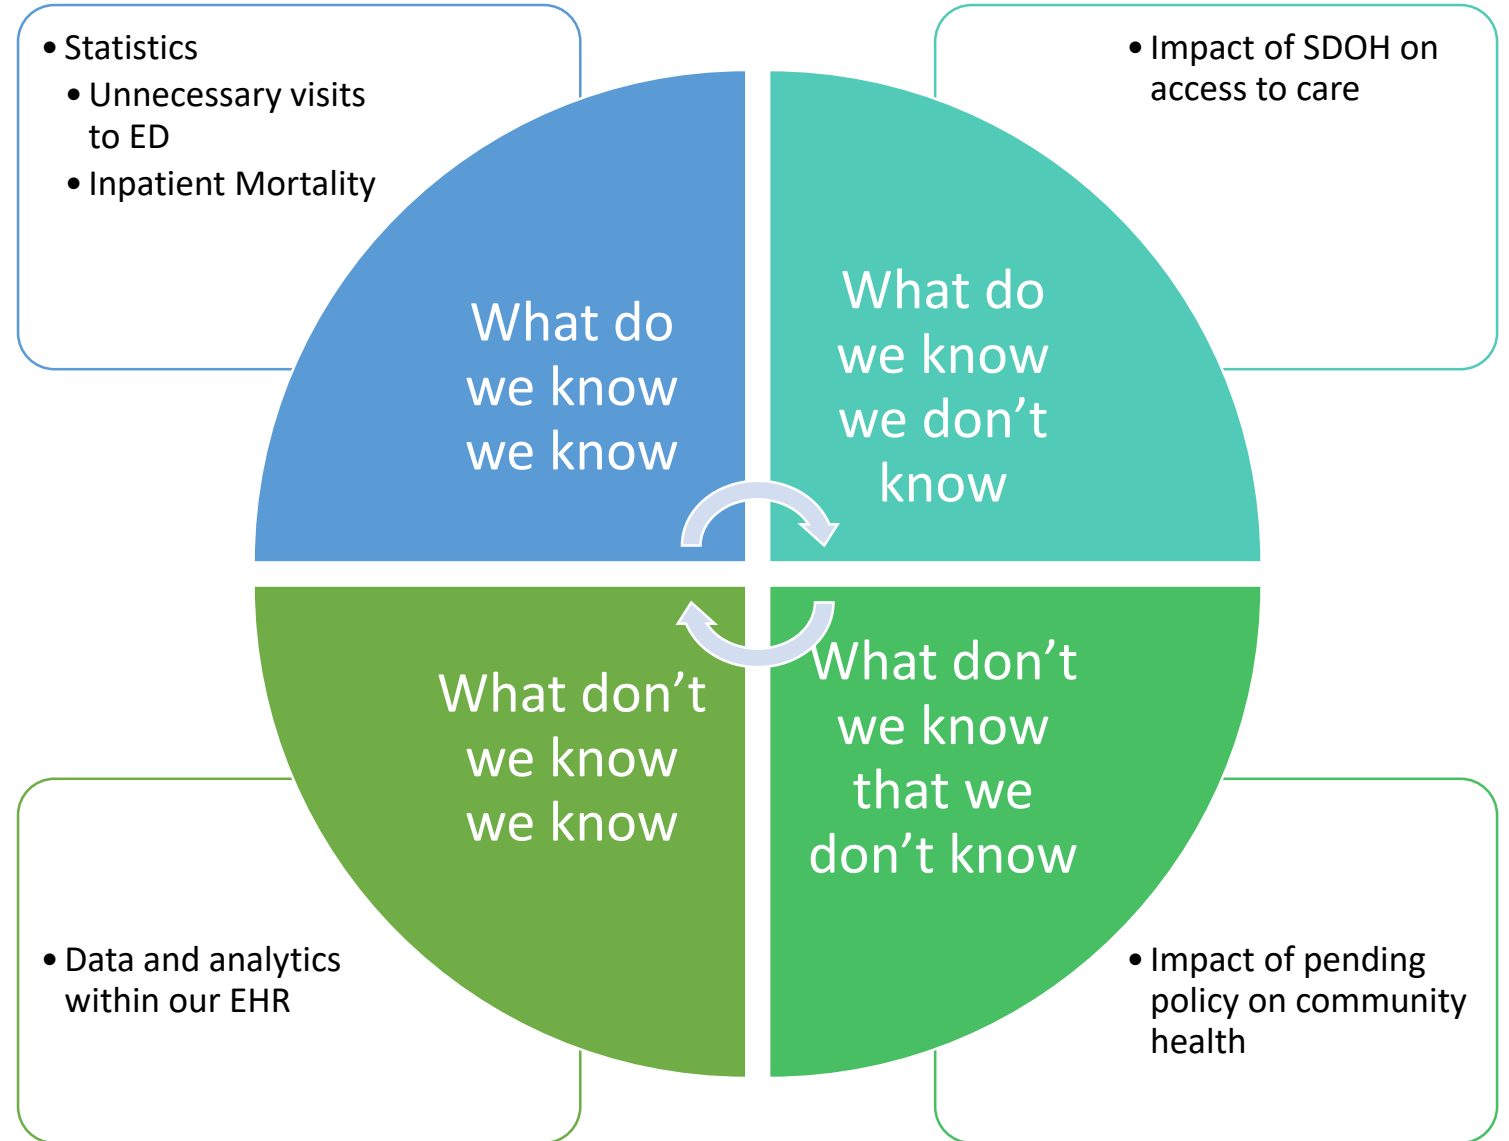 • Statistics
• Unnecessary visits
to ED
• Inpatient Mortality
• Impact of SDOH on
access to care
What do
we know
we know
What do
we know
we don’t
know
What don’t
we know
we know
What don’t
we know
that we
don’t know
• Data and analytics
within our EHR
• Impact of pending
policy on community
health